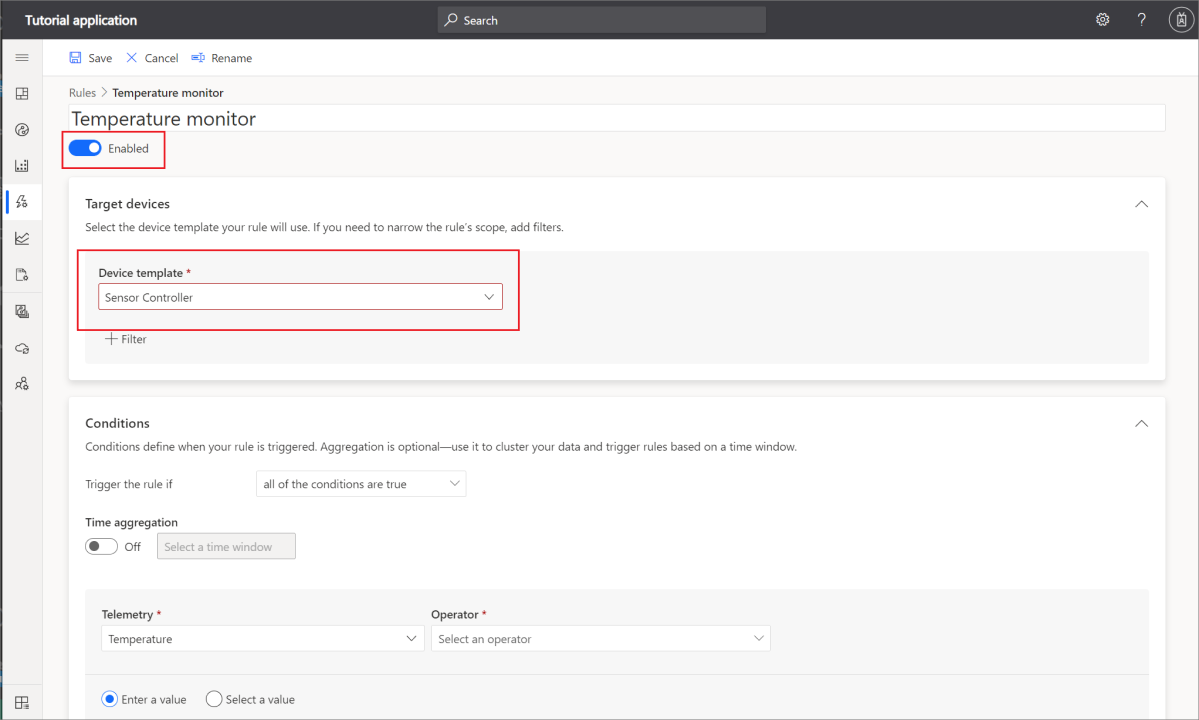 Tutorial application
Search
?
Save Cancel Rename
Rules > Temperature monitor
Temperature monitor
Enabled
Target devices
Select the device template your rule will use. If you need to narrow the rule's scope, add filters.
Device template *
Sensor Controller
+ Filter
Conditions
Conditions define when your rule is triggered. Aggregation is optional—use it to cluster your data and trigger rules based on a time window.
Trigger the rule if all of the conditions are true
Time aggregation
Off Select a time window
Telemetry * Operator *
Temperature Select an operator
Enter a value Select a value